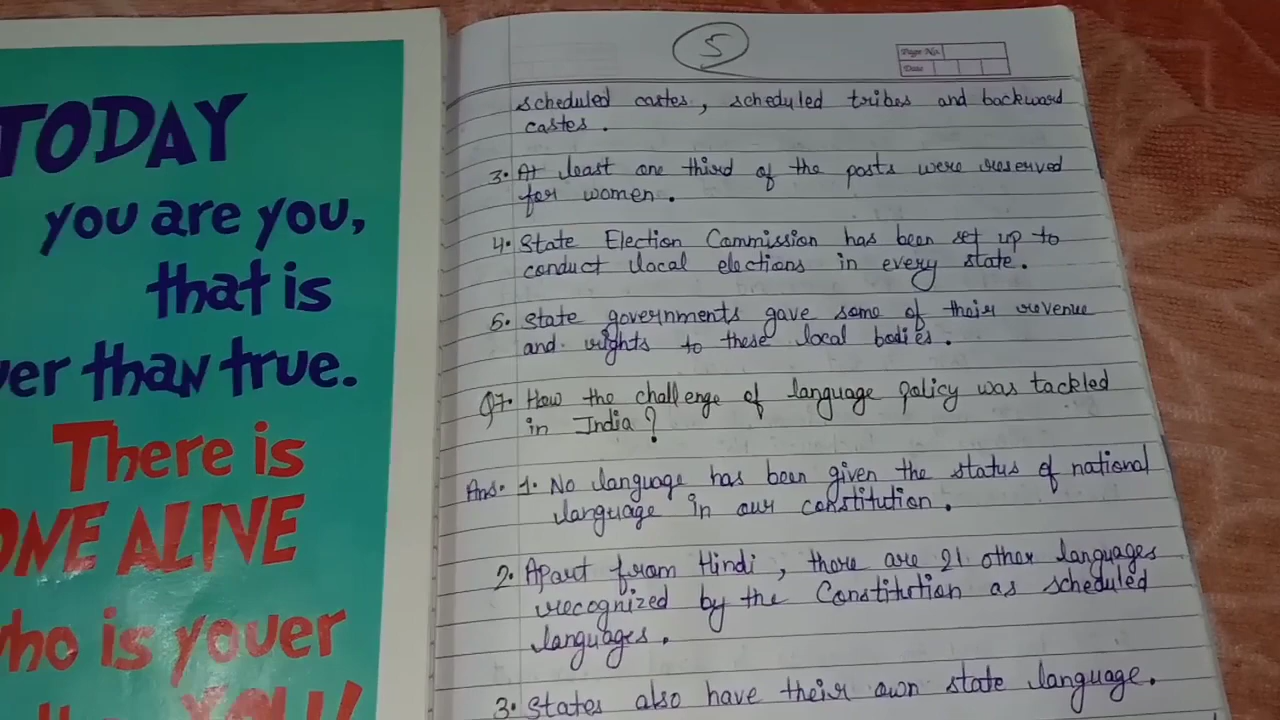 TODAY
you are you,
that is
er than true.
There is
ONE ALIVE
who is youer
YOU!
5
Page No.
Date
scheduled castes, scheduled tribes and backward
castes.
3. At least one third of the posts were reserved
for women.
4. State Election Commission has been set up to
conduct local elections in every state.
5. State governments gave some of their revenue
and rights to these local bodies.
Q7. How the challenge of language policy was tackled
in India?
Ans. 1. No language has been given the status of national
language in our constitution.
2. Apart from Hindi, there are 21 other languages
recognized by the Constitution as scheduled
languages.
3. States also have their own state language.